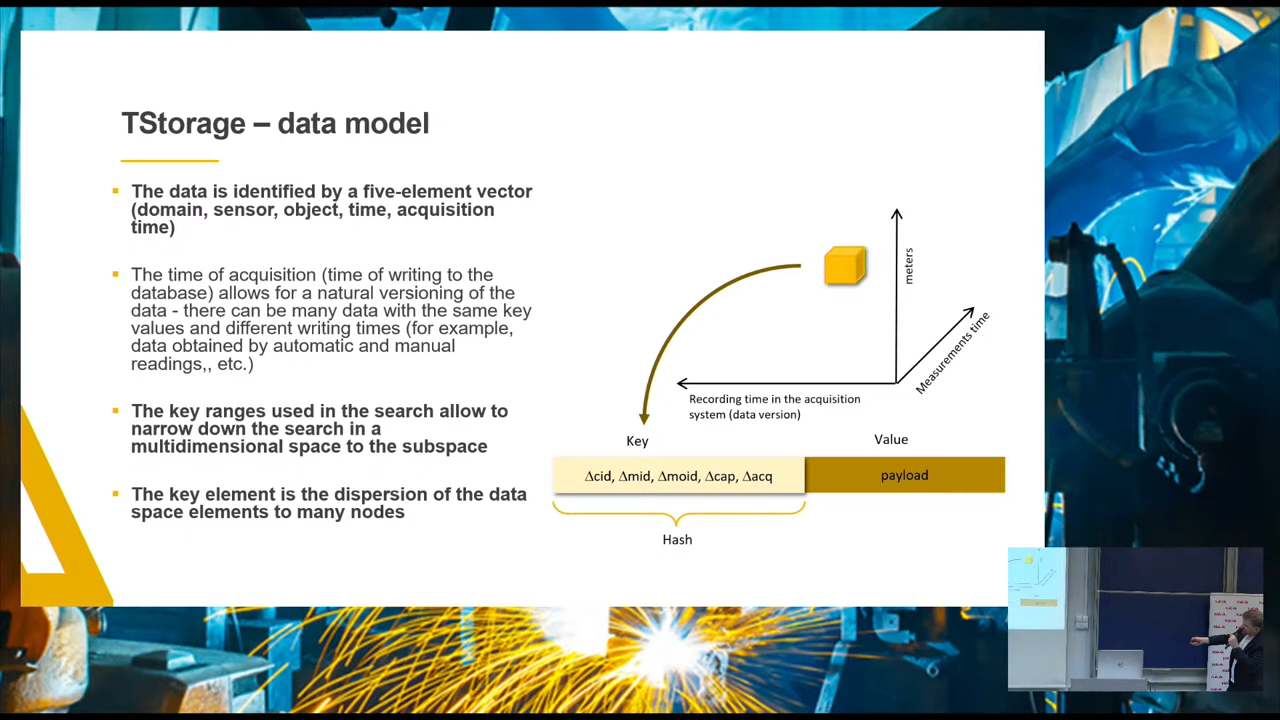 TStorage – data model
The data is identified by a five-element vector
(domain, sensor, object, time, acquisition
time)
The time of acquisition (time of writing to the
database) allows for a natural versioning of the
data - there can be many data with the same key
values and different writing times (for example,
data obtained by automatic and manual
readings,, etc.)
The key ranges used in the search allow to
narrow down the search in a
multidimensional space to the subspace
The key element is the dispersion of the data
space elements to many nodes
meters
Measurements time
Recording time in the acquisition
system (data version)
Key
Value
∆cid, ∆mid, ∆moid, ∆cap, ∆acq
payload
Hash